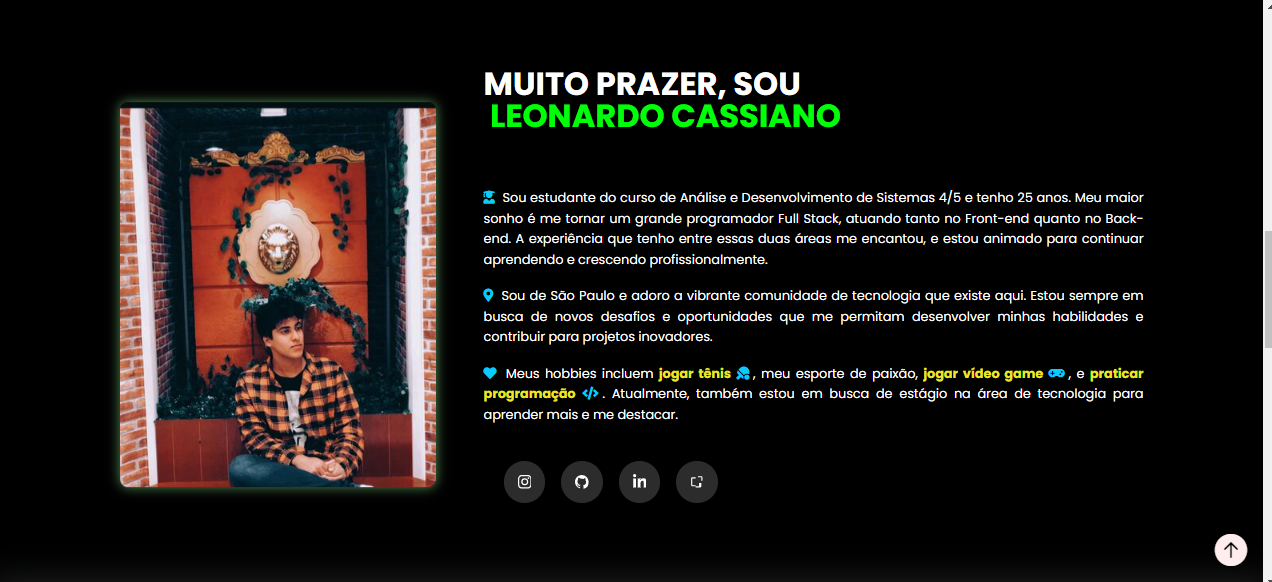 MUITO PRAZER, SOU
LEONARDO CASSIANO
Sou estudante do curso de Análise e Desenvolvimento de Sistemas 4/5 e tenho 25 anos. Meu maior
sonho é me tornar um grande programador Full Stack, atuando tanto no Front-end quanto no Back-
end. A experiência que tenho entre essas duas áreas me encantou, e estou animado para continuar
aprendendo e crescendo profissionalmente.
Sou de São Paulo e adoro a vibrante comunidade de tecnologia que existe aqui. Estou sempre em
busca de novos desafios e oportunidades que me permitam desenvolver minhas habilidades e
contribuir para projetos inovadores.
Meus hobbies incluem jogar tênis , meu esporte de paixão, jogar vídeo game , e praticar
programação . Atualmente, também estou em busca de estágio na área de tecnologia para
aprender mais e me destacar.
in